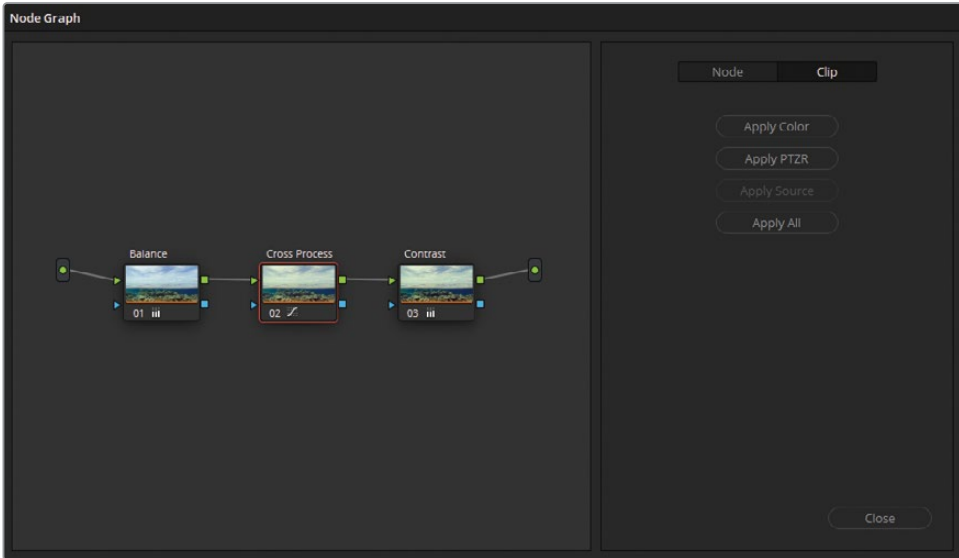 Node Graph
Node Clip
Apply Color
Apply PTZR
Apply Source
Apply All
Balance Cross Process Contrast
01 02 03
Close